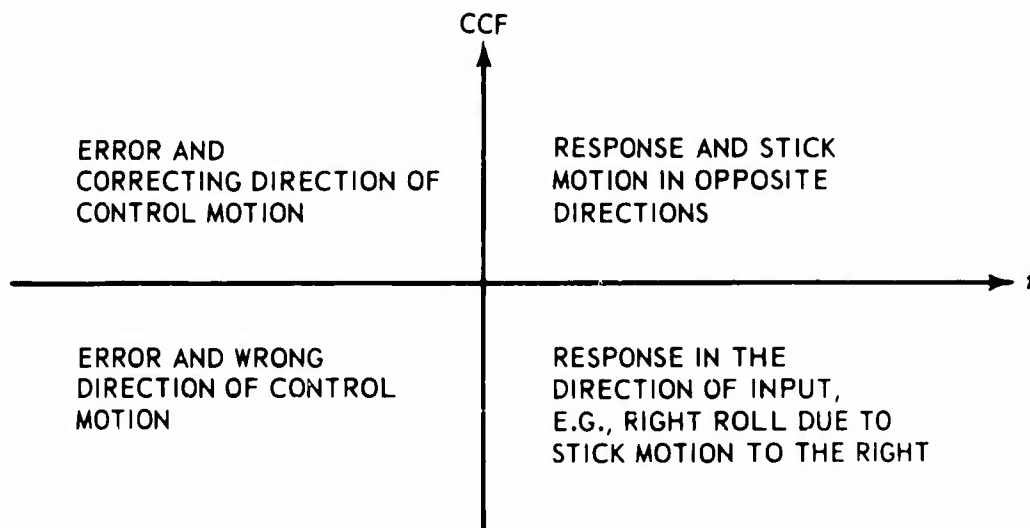 CCF
ERROR AND
CORRECTING DIRECTION OF
CONTROL MOTION
RESPONSE AND STICK
MOTION IN OPPOSITE
DIRECTIONS
ERROR AND WRONG
DIRECTION OF CONTROL
MOTION
RESPONSE IN THE
DIRECTION OF INPUT,
E.G., RIGHT ROLL DUE TO
STICK MOTION TO THE RIGHT